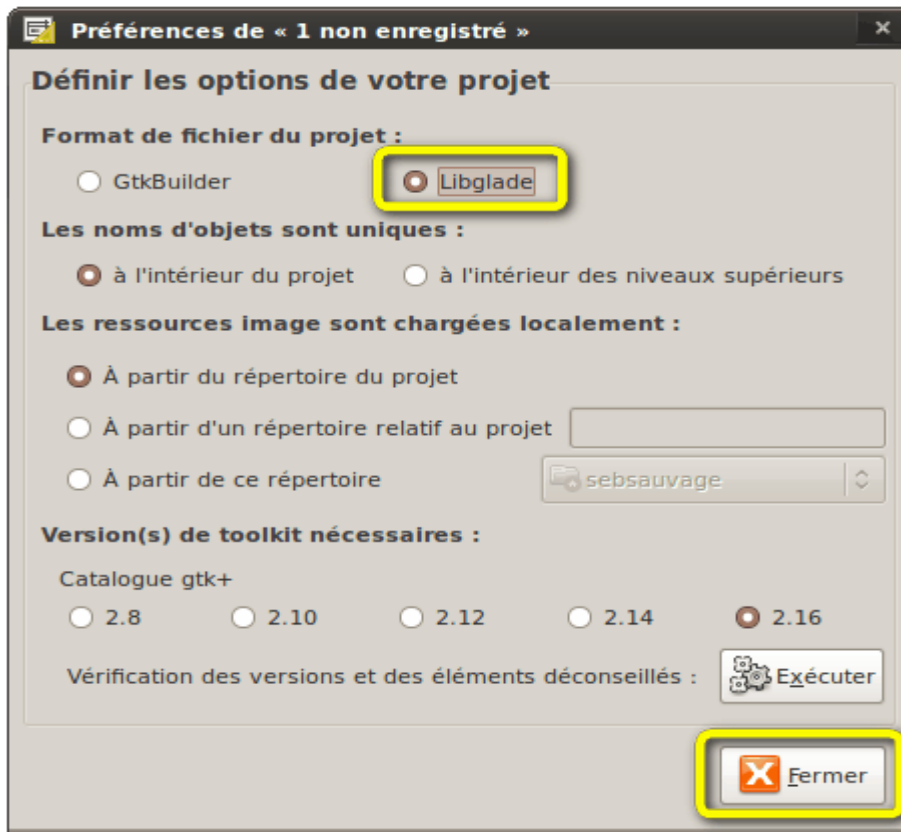 Préférences de « 1 non enregistré »
Définir les options de votre projet
Format de fichier du projet :
GtkBuilder Libglade
Les noms d'objets sont uniques :
à l'intérieur du projet à l'intérieur des niveaux supérieurs
Les ressources image sont chargées localement :
À partir du répertoire du projet
À partir d'un répertoire relatif au projet
À partir de ce répertoire sebsauvage
Version(s) de toolkit nécessaires :
Catalogue gtk+
2.8 2.10 2.12 2.14 2.16
Vérification des versions et des éléments déconseillés : Exécuter
Fermer